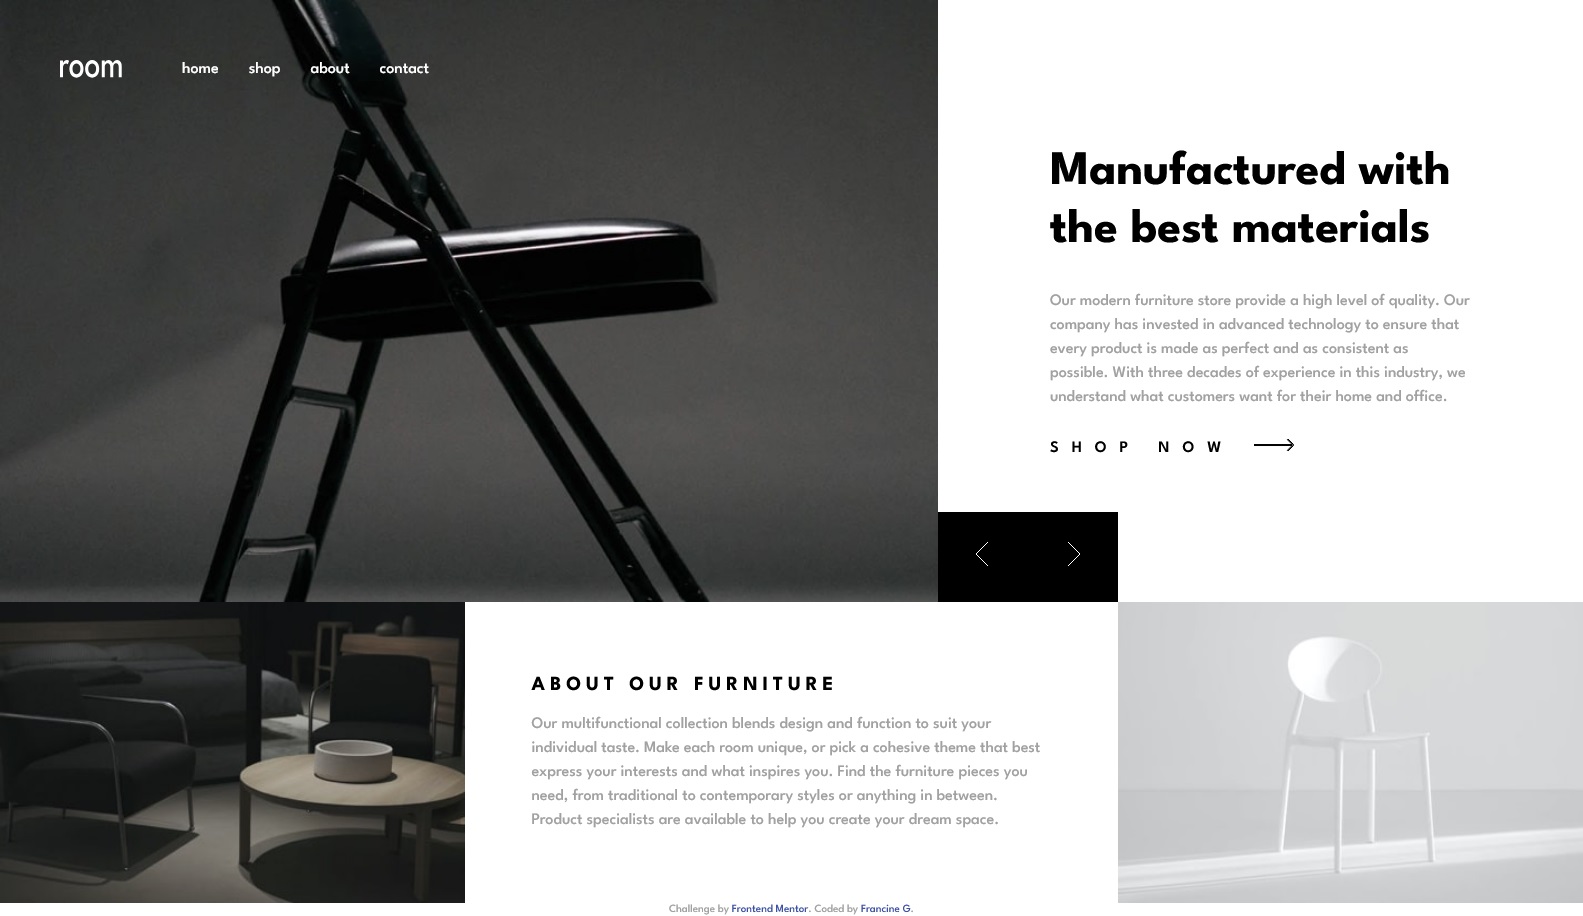 room
home shop about contact
Manufactured with
the best materials
Our modern furniture store provide a high level of quality. Our
company has invested in advanced technology to ensure that
every product is made as perfect and as consistent as
possible. With three decades of experience in this industry, we
understand what customers want for their home and office.
SHOP NOW
ABOUT OUR FURNITURE
Our multifunctional collection blends design and function to suit your
individual taste. Make each room unique, or pick a cohesive theme that best
express your interests and what inspires you. Find the furniture pieces you
need, from traditional to contemporary styles or anything in between.
Product specialists are available to help you create your dream space.
Challenge by Frontend Mentor. Coded by Francine G.